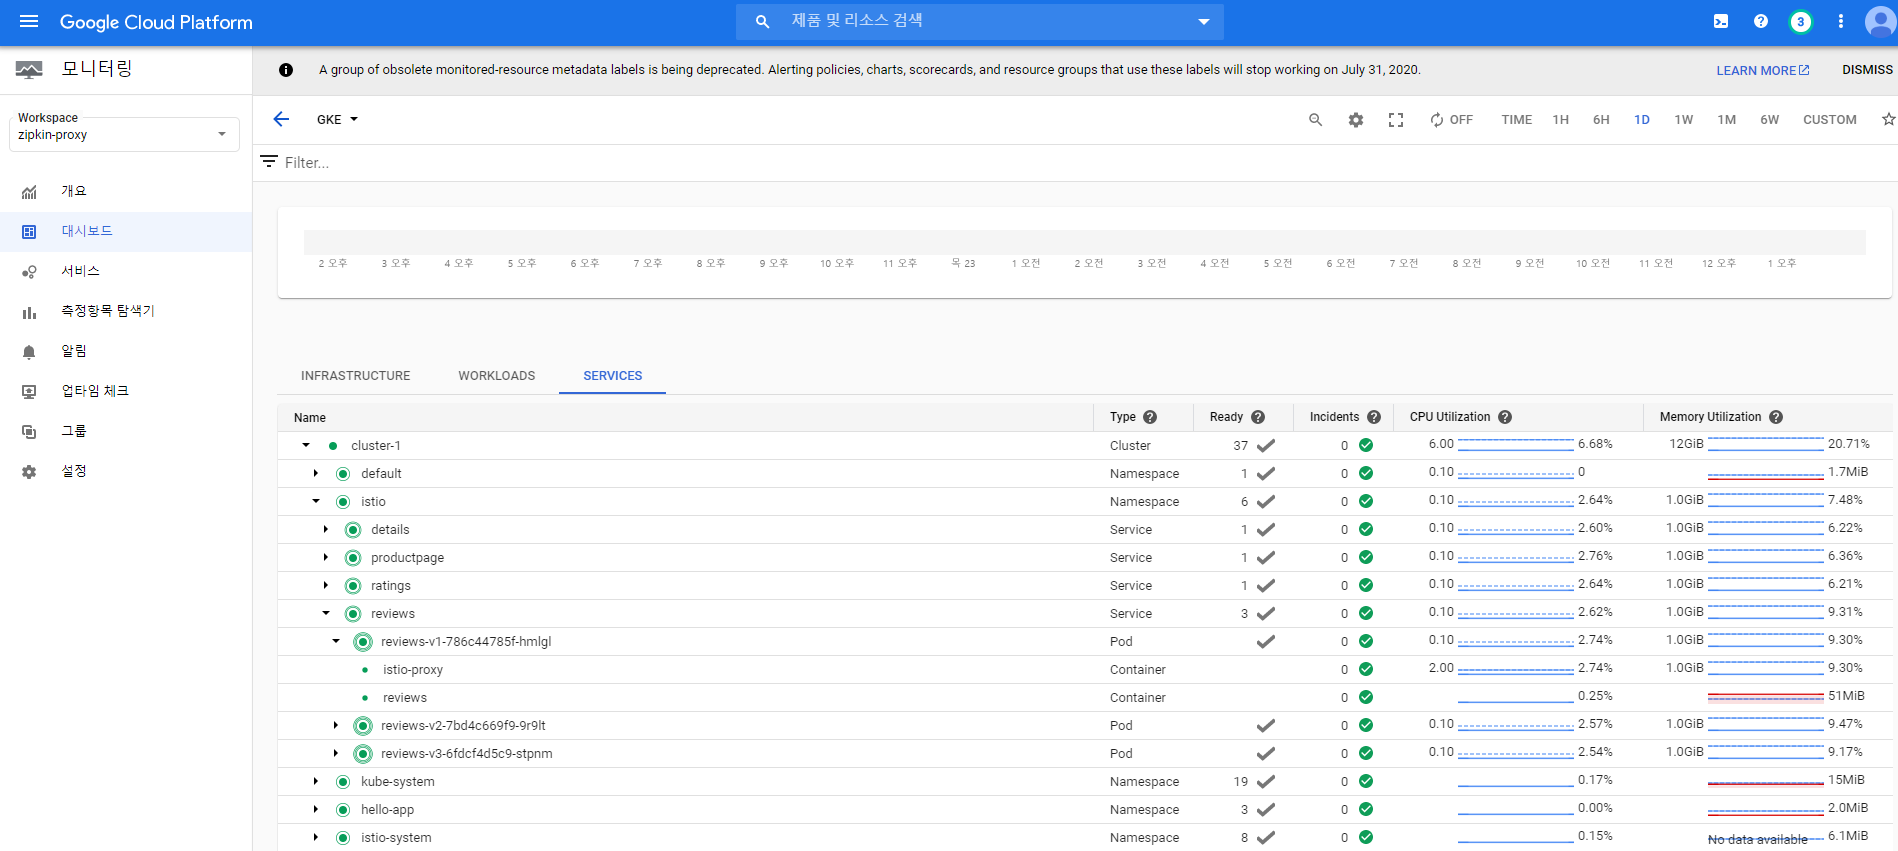 Google Cloud Platform
제품 및 리소스 검색
3
모니터링
A group of obsolete monitored-resource metadata labels is being deprecated. Alerting policies, charts, scorecards, and resource groups that use these labels will stop working on July 31, 2020.
LEARN MORE
DISMISS
Workspace
zipkin-proxy
개요
대시보드
서비스
측정항목 탐색기
알림
업타임 체크
그룹
설정
GKE
OFF TIME 1H 6H 1D 1W 1M 6W CUSTOM
Filter...
2 오후 3 오후 4 오후 5 오후 6 오후 7 오후 8 오후 9 오후 10 오후 11 오후 목 23 1 오전 2 오전 3 오전 4 오전 5 오전 6 오전 7 오전 8 오전 9 오전 10 오전 11 오전 12 오후 1 오후
INFRASTRUCTURE WORKLOADS SERVICES
Name Type Ready Incidents CPU Utilization Memory Utilization
cluster-1 Cluster 37 0 6.00 6.68% 12GiB 20.71%
default Namespace 1 0 0.10 0 1.7MiB
istio Namespace 6 0 0.10 2.64% 1.0GiB 7.48%
details Service 1 0 0.10 2.60% 1.0GiB 6.22%
productpage Service 1 0 0.10 2.76% 1.0GiB 6.36%
ratings Service 1 0 0.10 2.64% 1.0GiB 6.21%
reviews Service 3 0 0.10 2.62% 1.0GiB 9.31%
reviews-v1-786c44785f-hmlgl Pod 0 0.10 2.74% 1.0GiB 9.30%
istio-proxy Container 0 2.00 2.74% 1.0GiB 9.30%
reviews Container 0 0.25% 51MiB
reviews-v2-7bd4c669f9-9r9lt Pod 0 0.10 2.57% 1.0GiB 9.47%
reviews-v3-6fdcf4d5c9-stpnm Pod 0 0.10 2.54% 1.0GiB 9.17%
kube-system Namespace 19 0 0.17% 15MiB
hello-app Namespace 3 0 0.00% 2.0MiB
istio-system Namespace 8 0 0.15% No data available 6.1MiB